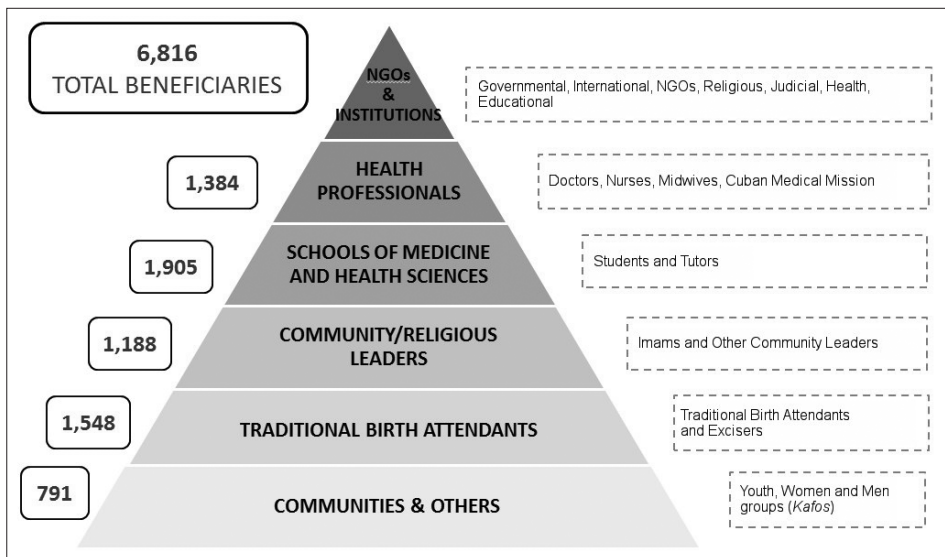 6,816
TOTAL BENEFICIARIES
NGOs
&
INSTITUTIONS
Governmental, International, NGOs, Religious, Judicial, Health,
Educational
1,384
HEALTH
PROFESSIONALS
Doctors, Nurses, Midwives, Cuban Medical Mission
1,905
SCHOOLS OF MEDICINE
AND HEALTH SCIENCES
Students and Tutors
1,188
COMMUNITY/RELIGIOUS
LEADERS
Imams and Other Community Leaders
1,548
TRADITIONAL BIRTH ATTENDANTS
Traditional Birth Attendants
and Excisers
791
COMMUNITIES & OTHERS
Youth, Women and Men
groups (Kafos)